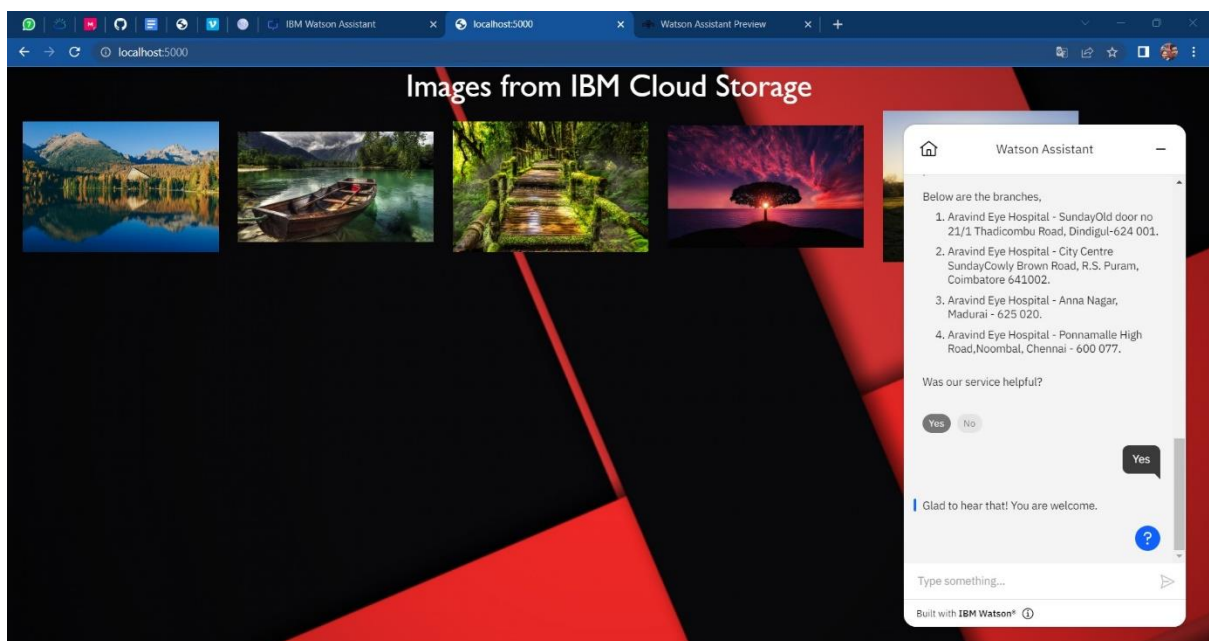 IBM Watson Assistant
localhost:5000
Watson Assistant Preview
localhost:5000
Images from IBM Cloud Storage
Watson Assistant
Below are the branches,
1. Aravind Eye Hospital - SundayOld door no
21/1 Thadicombu Road, Dindigul-624 001.
2. Aravind Eye Hospital - City Centre
SundayCowly Brown Road, R.S. Puram,
Coimbatore 641002.
3. Aravind Eye Hospital - Anna Nagar,
Madurai - 625 020.
4. Aravind Eye Hospital - Ponnamalle High
Road,Noombal, Chennai - 600 077.
Was our service helpful?
Yes No
Yes
Glad to hear that! You are welcome.
?
Type something...
Built with IBM Watson®